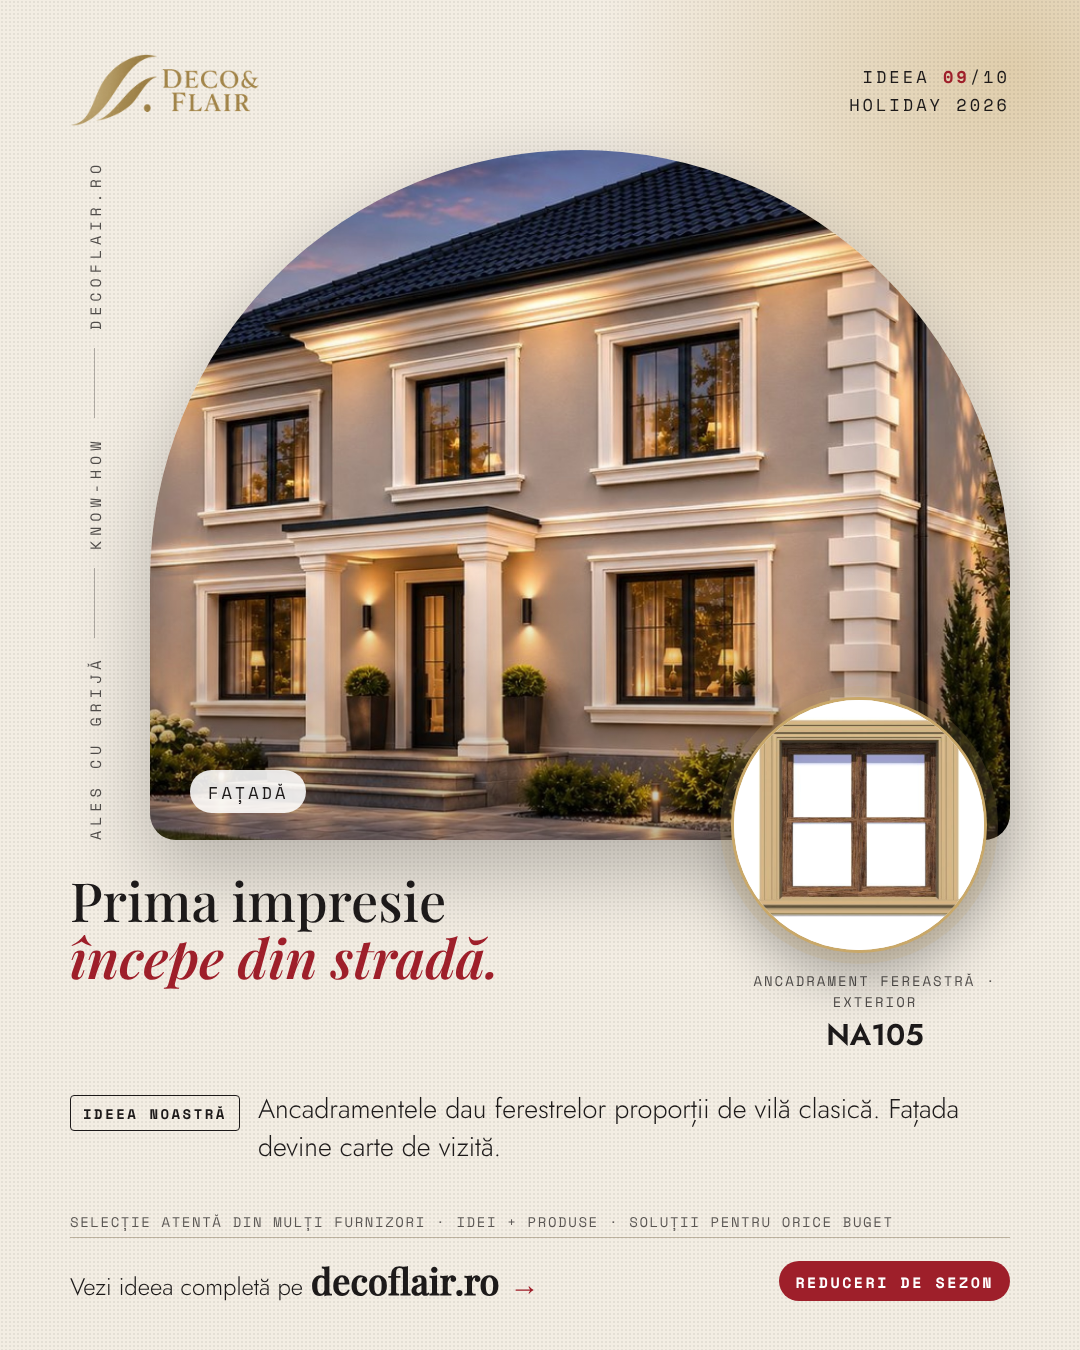 DECO&
FLAIR
IDEEA 09/10
HOLIDAY 2026
DECOFLAIR.RO
KNOW-HOW
ALES CU GRIJĂ
FAȚADĂ
Prima impresie
începe din stradă.
ANCADRAMENT FEREASTRĂ ·
EXTERIOR
NA105
IDEEA NOASTRĂ
Ancadramentele dau ferestrelor proporții de vilă clasică. Fațada
devine carte de vizită.
SELECȚIE ATENTĂ DIN MULȚI FURNIZORI · IDEI + PRODUSE · SOLUȚII PENTRU ORICE BUGET
Vezi ideea completă pe decoflair.ro →
REDUCERI DE SEZON